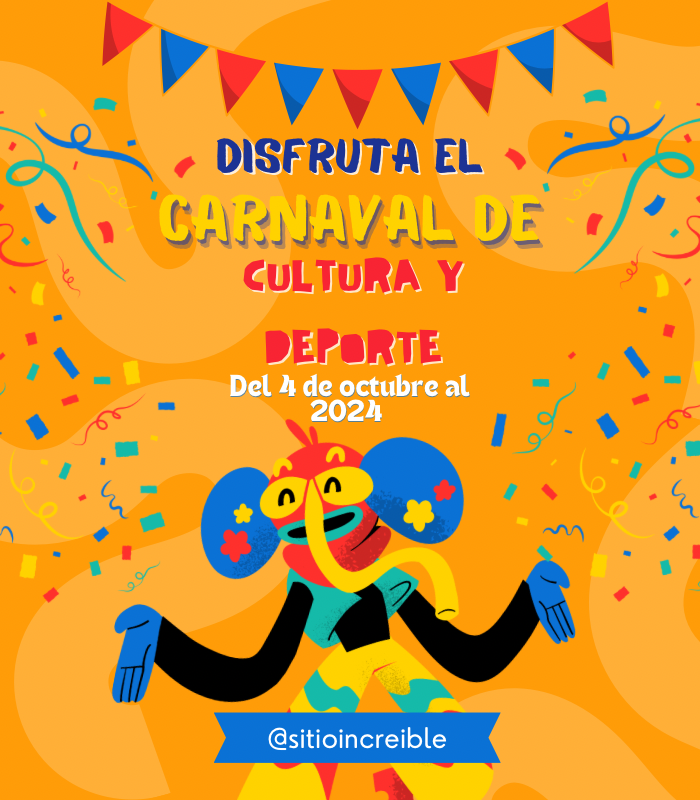 DISFRUTA EL
CARNAVAL DE
CULTURA Y
DEPORTE
Del 4 de octubre al
2024
@sitioincreible